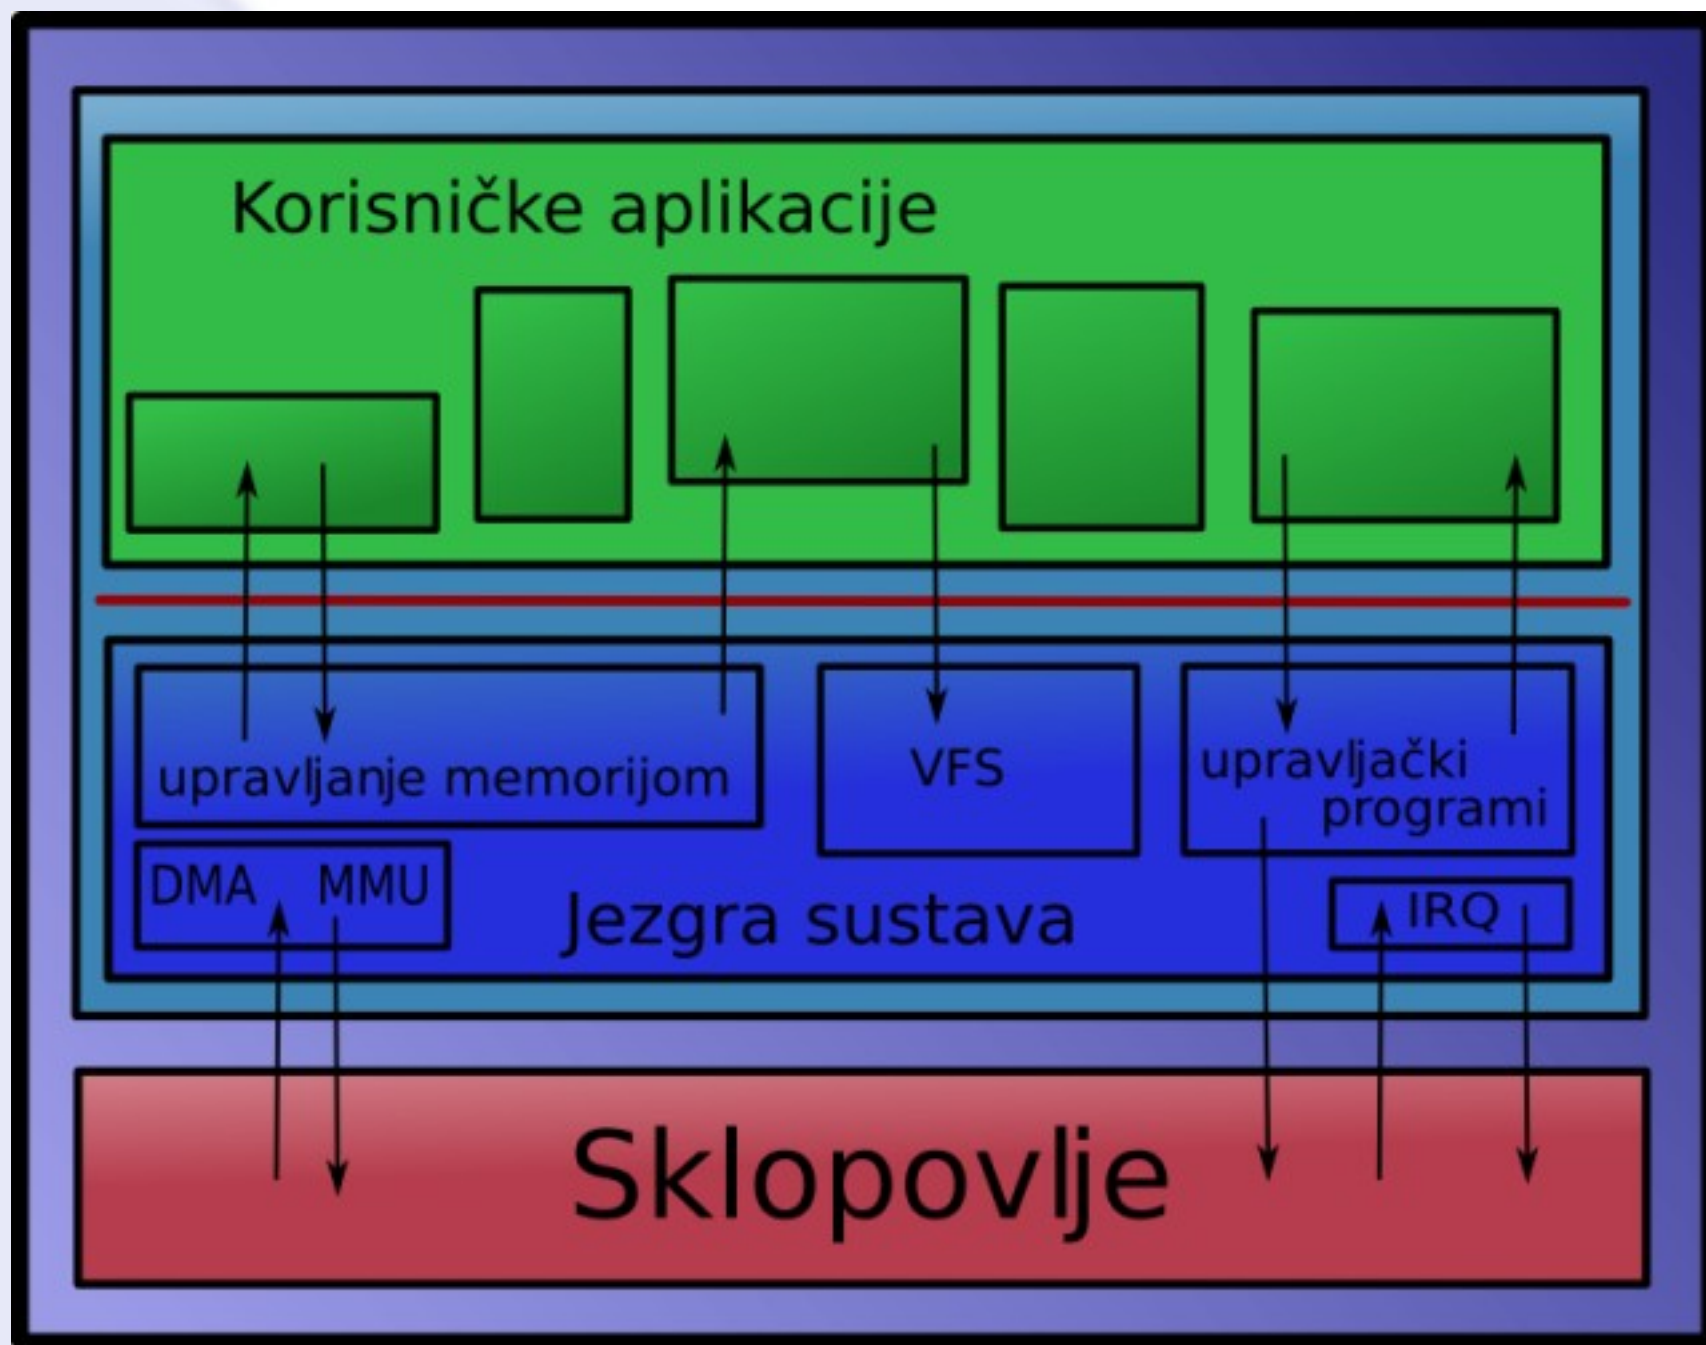 Korisničke aplikacije
upravljanje memorijom
VFS
upravljački
programi
DMA MMU
Jezgra sustava
IRQ
Sklopovlje